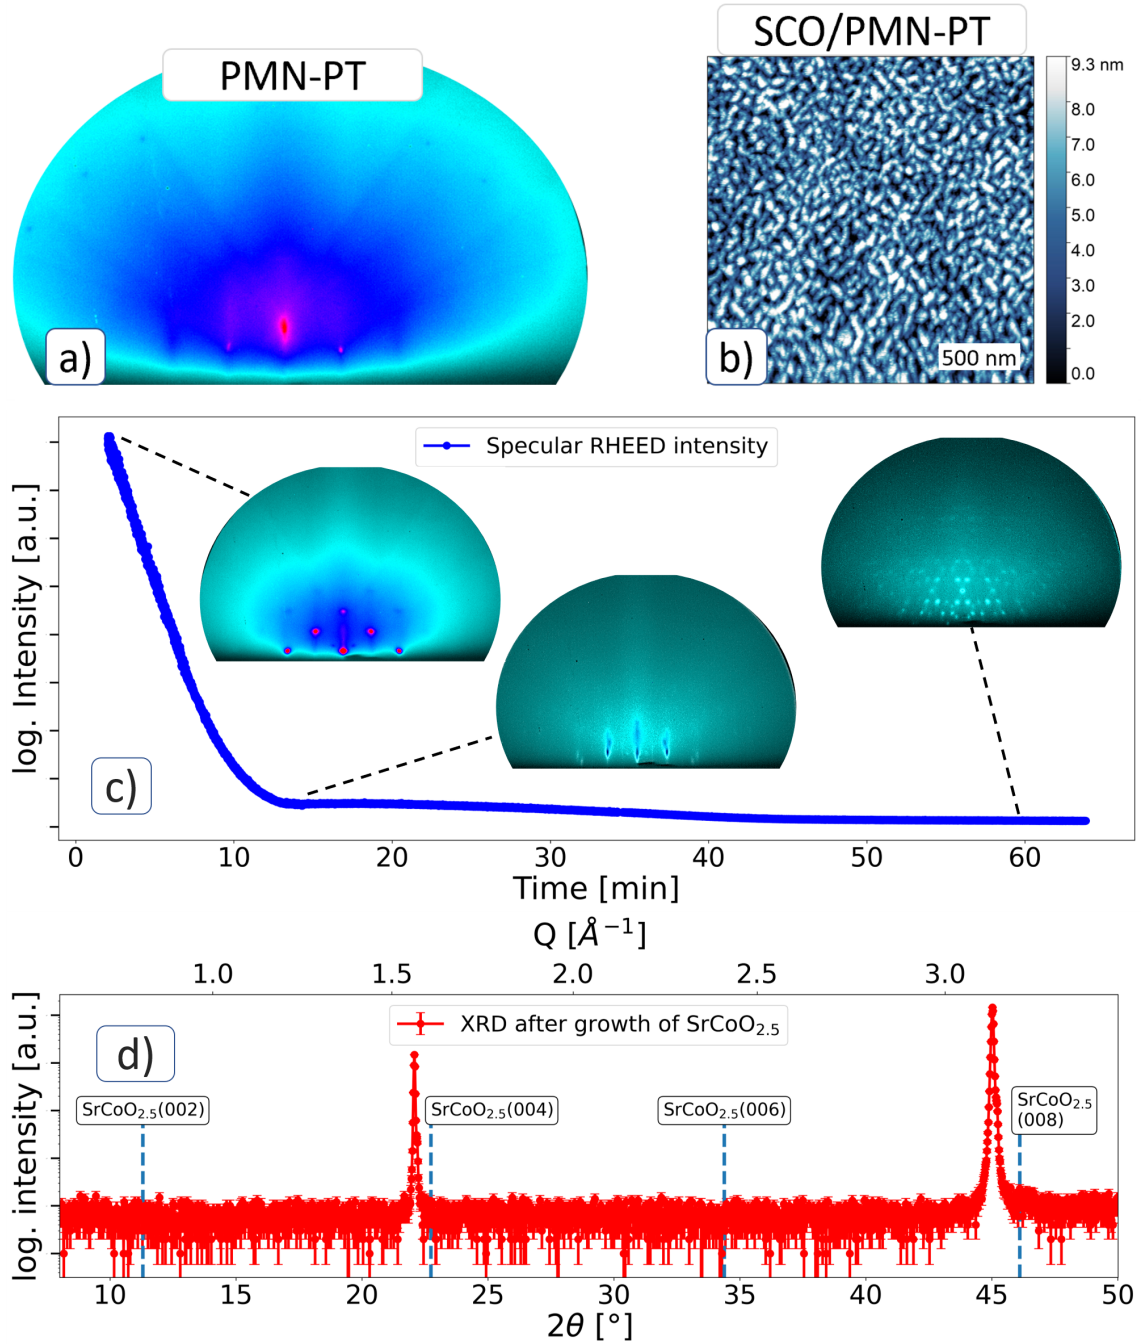 PMN-PT
a)
SCO/PMN-PT
9.3 nm
8.0
7.0
6.0
5.0
4.0
3.0
2.0
0.0
500 nm
b)
Specular RHEED intensity
log. Intensity [a.u.]
c)
0 10 20 30 40 50 60
Time [min]
Q [Å⁻¹]
1.0 1.5 2.0 2.5 3.0
log. intensity [a.u.]
d)
XRD after growth of SrCoO₂.₅
SrCoO₂.₅(002)
SrCoO₂.₅(004)
SrCoO₂.₅(006)
SrCoO₂.₅
(008)
10 15 20 25 30 35 40 45 50
2θ [°]